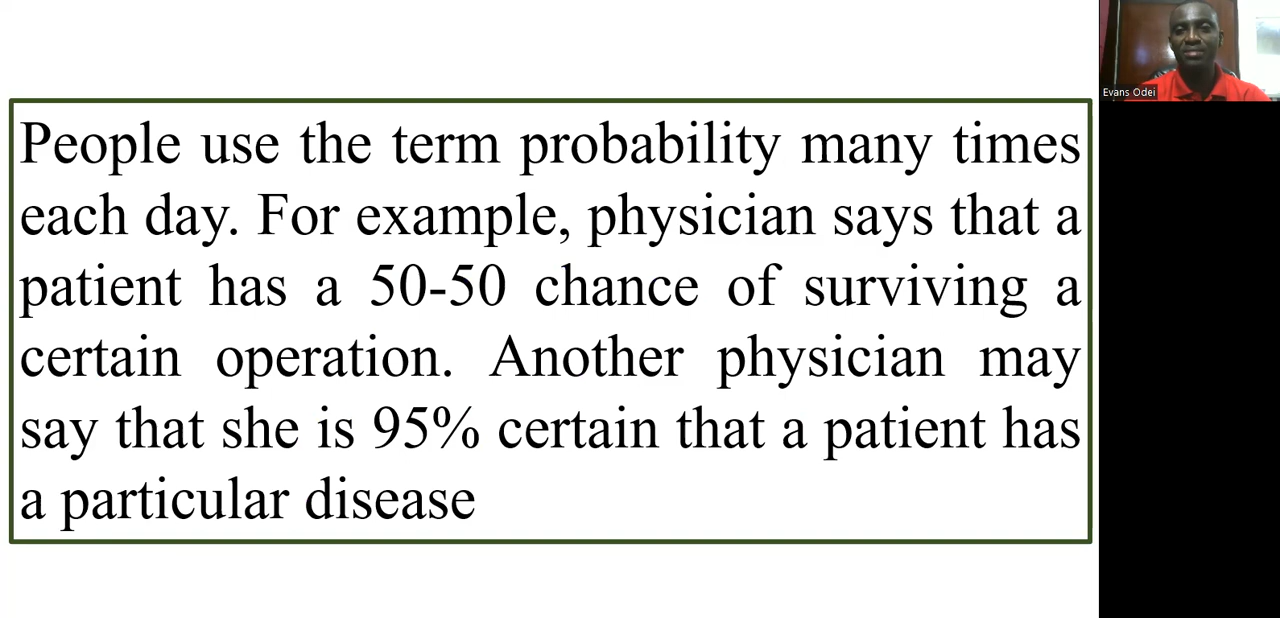 People use the term probability many times
each day. For example, physician says that a
patient has a 50-50 chance of surviving a
certain operation. Another physician may
say that she is 95% certain that a patient has
a particular disease
Evans Odei